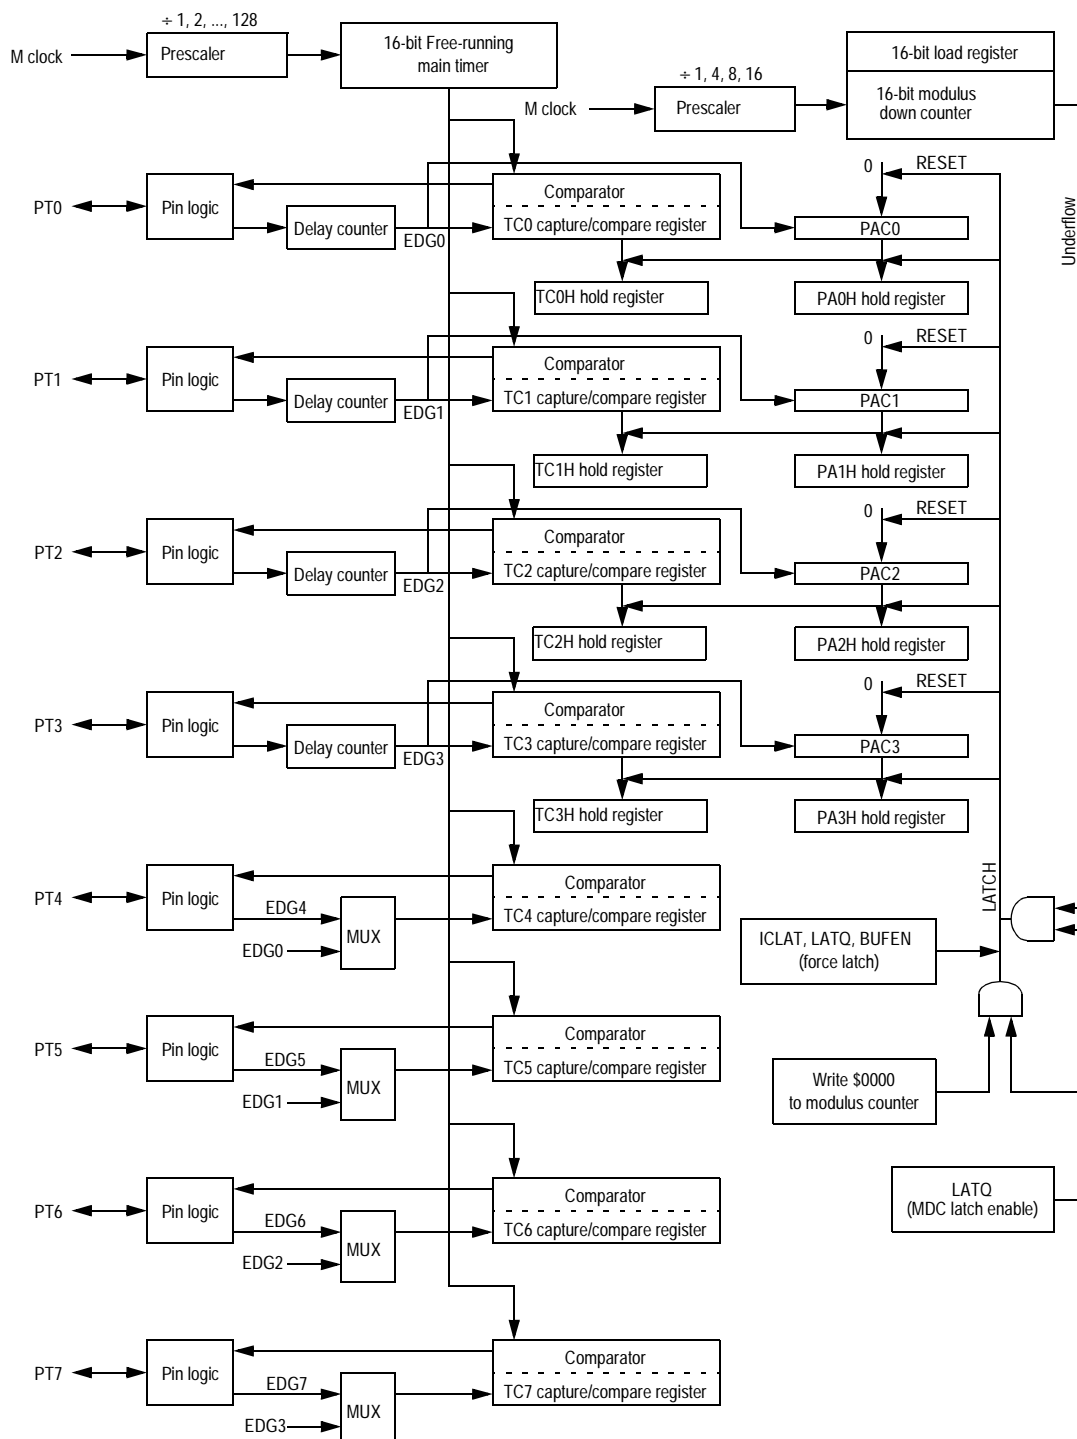 ÷ 1, 2, ..., 128
M clock
Prescaler
16-bit Free-running
main timer
÷ 1, 4, 8, 16
M clock
Prescaler
16-bit load register
16-bit modulus
down counter
Underflow
PT0
Pin logic
Delay counter
EDG0
Comparator
TC0 capture/compare register
TC0H hold register
0
RESET
PAC0
PA0H hold register
PT1
Pin logic
Delay counter
EDG1
Comparator
TC1 capture/compare register
TC1H hold register
0
RESET
PAC1
PA1H hold register
PT2
Pin logic
Delay counter
EDG2
Comparator
TC2 capture/compare register
TC2H hold register
0
RESET
PAC2
PA2H hold register
PT3
Pin logic
Delay counter
EDG3
Comparator
TC3 capture/compare register
TC3H hold register
0
RESET
PAC3
PA3H hold register
LATCH
PT4
Pin logic
EDG4
EDG0
MUX
Comparator
TC4 capture/compare register
ICLAT, LATQ, BUFEN
(force latch)
PT5
Pin logic
EDG5
EDG1
MUX
Comparator
TC5 capture/compare register
Write $0000
to modulus counter
PT6
Pin logic
EDG6
EDG2
MUX
Comparator
TC6 capture/compare register
LATQ
(MDC latch enable)
PT7
Pin logic
EDG7
EDG3
MUX
Comparator
TC7 capture/compare register